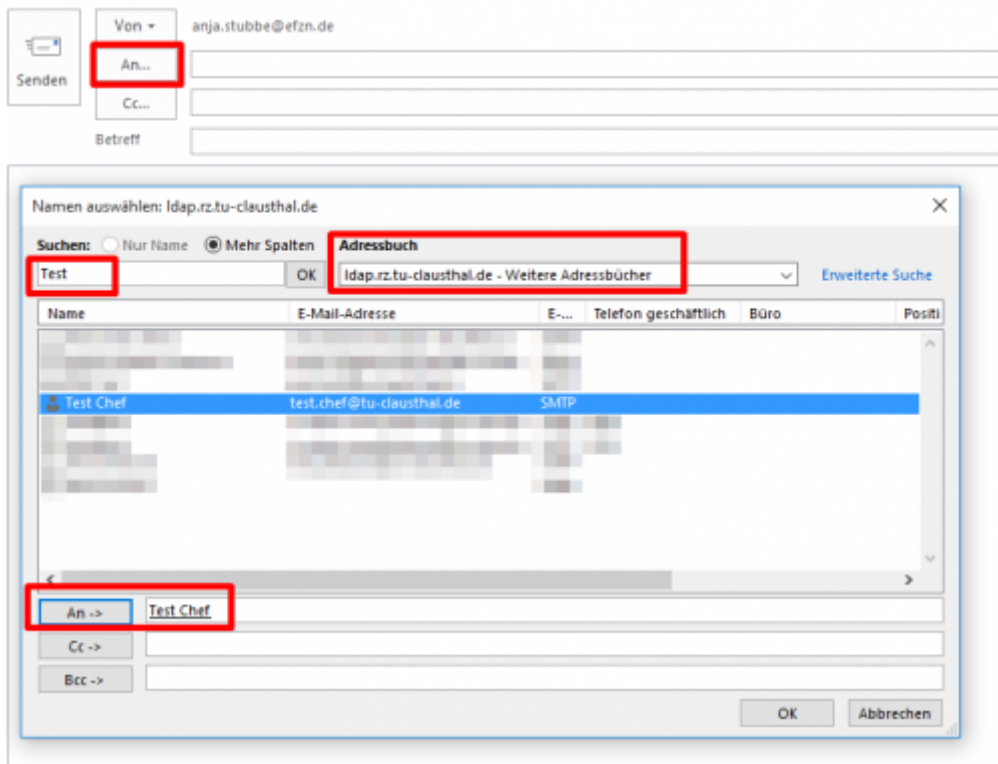 Von anja.stubbe@efzn.de
An...
Senden
Cc...
Betreff
Namen auswählen: ldap.rz.tu-clausthal.de
Suchen: Nur Name Mehr Spalten Adressbuch
Test OK ldap.rz.tu-clausthal.de - Weitere Adressbücher Erweiterte Suche
Name E-Mail-Adresse E-... Telefon geschäftlich Büro Positi
Test Chef test.chef@tu-clausthal.de SMTP
An -> Test Chef
Cc ->
Bcc ->
OK Abbrechen